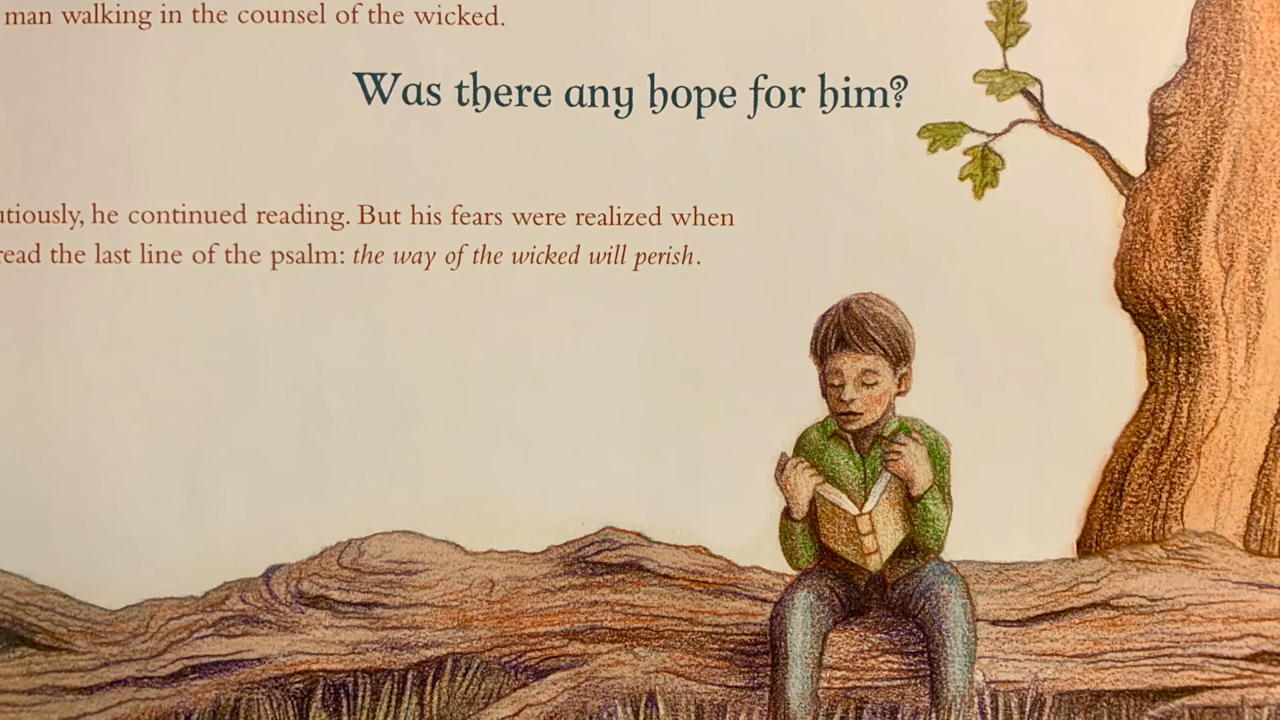 man walking in the counsel of the wicked.
Was there any hope for him?
utiously, he continued reading. But his fears were realized when
read the last line of the psalm: the way of the wicked will perish.